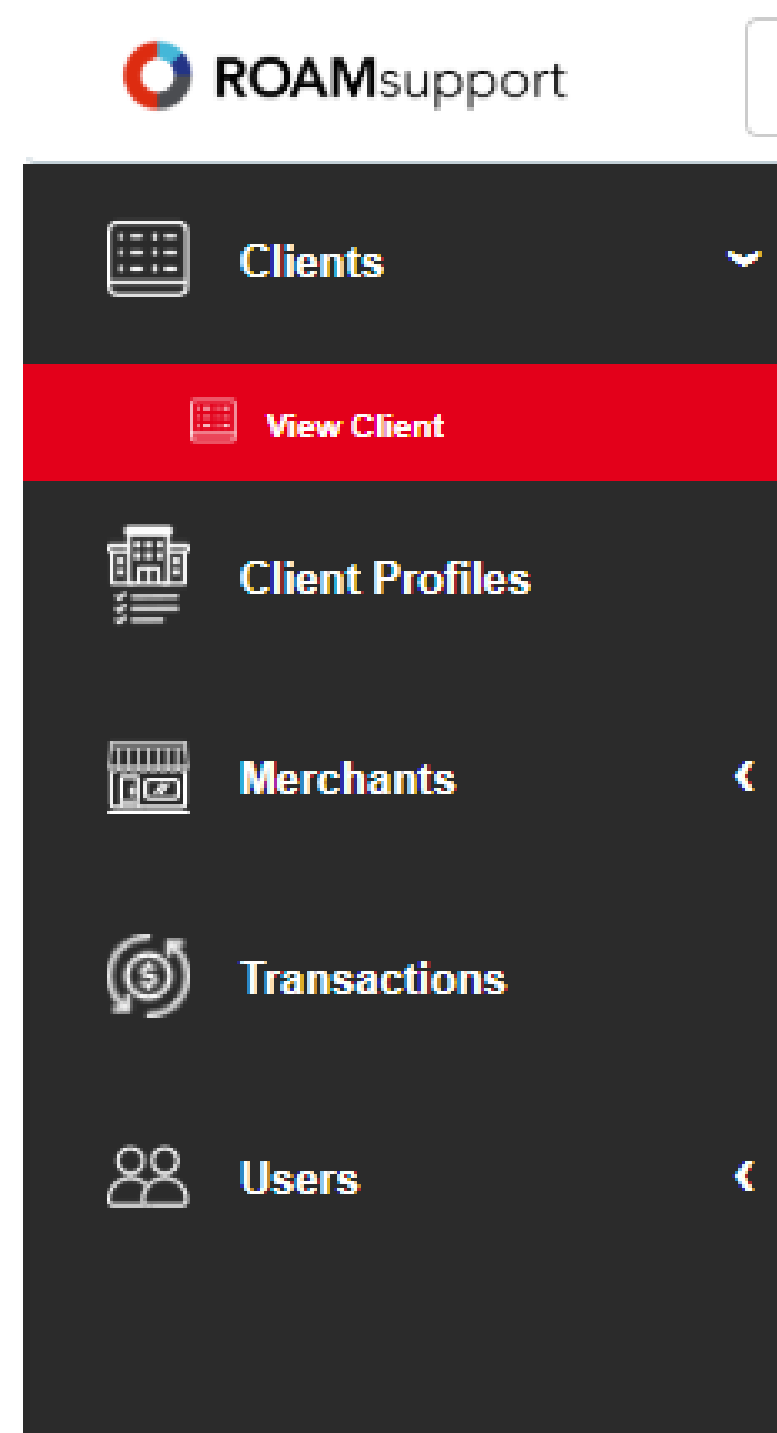 ROAMsupport
Clients
View Client
Client Profiles
Merchants
Transactions
Users